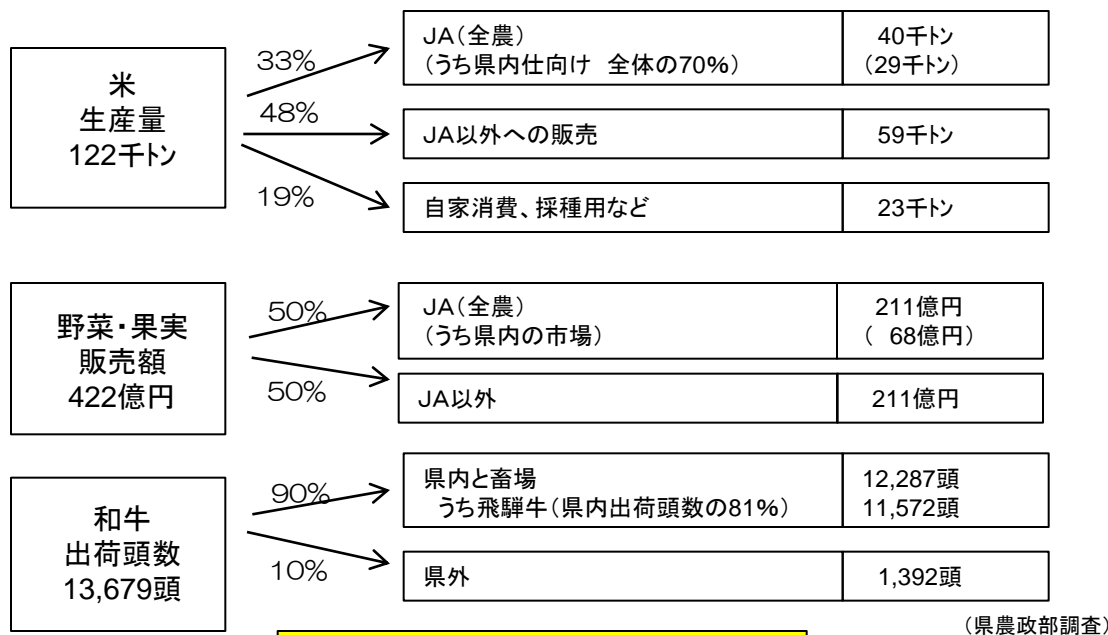 米
生産量
122千トン
33%
48%
19%
JA(全農)
(うち県内仕向け 全体の70%)
40千トン
(29千トン)
JA以外への販売
59千トン
自家消費、採種用など
23千トン
野菜・果実
販売額
422億円
50%
50%
JA(全農)
(うち県内の市場)
211億円
( 68億円)
JA以外
211億円
和牛
出荷頭数
13,679頭
90%
10%
県内と畜場
うち飛騨牛(県内出荷頭数の81%)
12,287頭
11,572頭
県外
1,392頭
(県農政部調査)